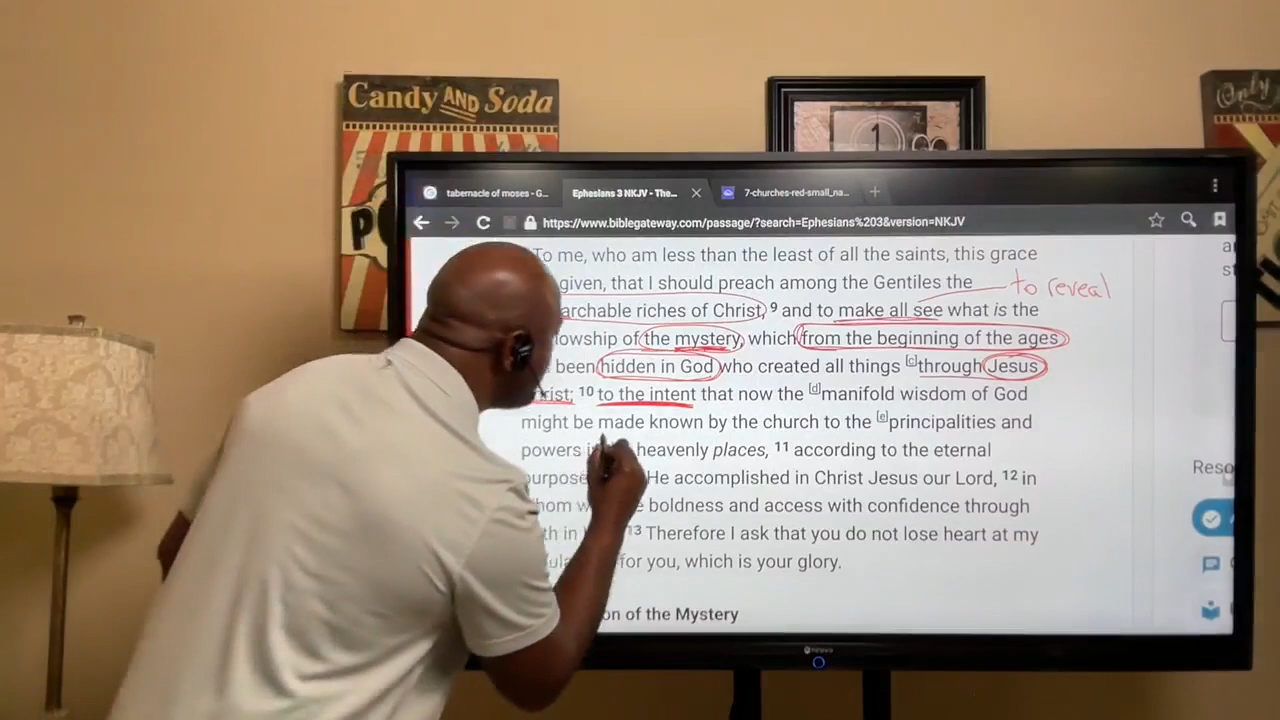 Candy AND Soda
Only
1
tabernacle of moses - G...
Ephesians 3 NKJV - The...
7-churches-red-small_na...
https://www.biblegateway.com/passage/?search=Ephesians%203&version=NKJV
To me, who am less than the least of all the saints, this grace
given, that I should preach among the Gentiles the
to reveal
archable riches of Christ, 9 and to make all see what is the
lowship of the mystery, which from the beginning of the ages
been hidden in God who created all things [c]through Jesus
rist; 10 to the intent that now the [d]manifold wisdom of God
might be made known by the church to the [e]principalities and
powers heavenly places, 11 according to the eternal
purpose He accomplished in Christ Jesus our Lord, 12 in
boldness and access with confidence through
in 13 Therefore I ask that you do not lose heart at my
for you, which is your glory.
on of the Mystery
Reso